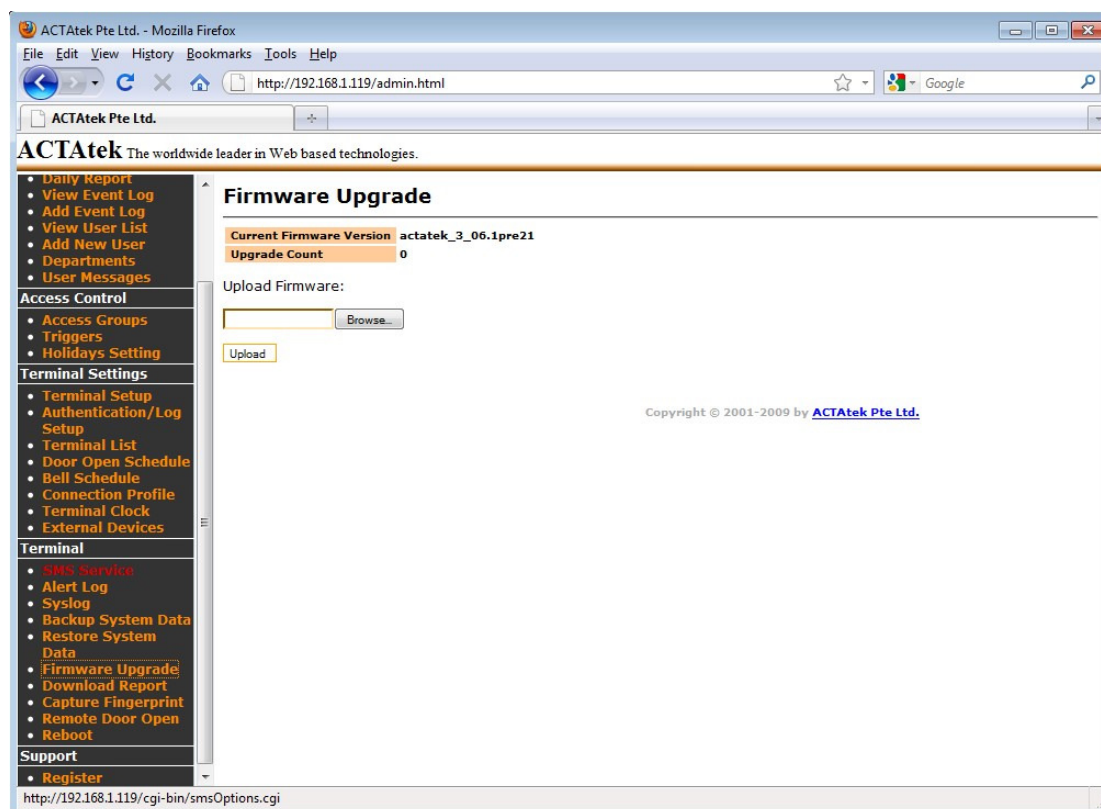 ACTAtek Pte Ltd. - Mozilla Firefox
File Edit View History Bookmarks Tools Help
http://192.168.1.119/admin.html
Google
ACTAtek Pte Ltd.
ACTAtek The worldwide leader in Web based technologies.
Daily Report
View Event Log
Add Event Log
View User List
Add New User
Departments
User Messages
Access Control
Access Groups
Triggers
Holidays Setting
Terminal Settings
Terminal Setup
Authentication/Log
Setup
Terminal List
Door Open Schedule
Bell Schedule
Connection Profile
Terminal Clock
External Devices
Terminal
SMS Service
Alert Log
Syslog
Backup System Data
Restore System
Data
Firmware Upgrade
Download Report
Capture Fingerprint
Remote Door Open
Reboot
Support
Register
Firmware Upgrade
Current Firmware Version actatek_3_06.1pre21
Upgrade Count 0
Upload Firmware:
Browse...
Upload
Copyright © 2001-2009 by ACTAtek Pte Ltd.
http://192.168.1.119/cgi-bin/smsOptions.cgi